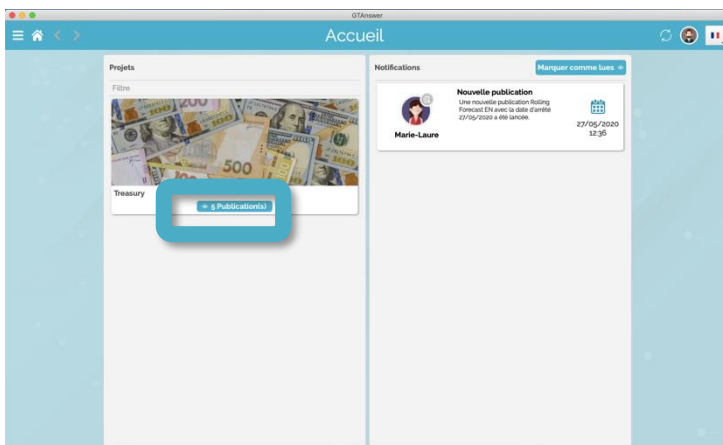 GTAnswer
Accueil
Projets
Filtre
Treasury
5 Publication(s)
Notifications
Marquer comme lues
Marie-Laure
Nouvelle publication
Une nouvelle publication Rolling
Forecast EN avec la date d'arrêté
27/05/2020 a été lancée.
27/05/2020
12:36